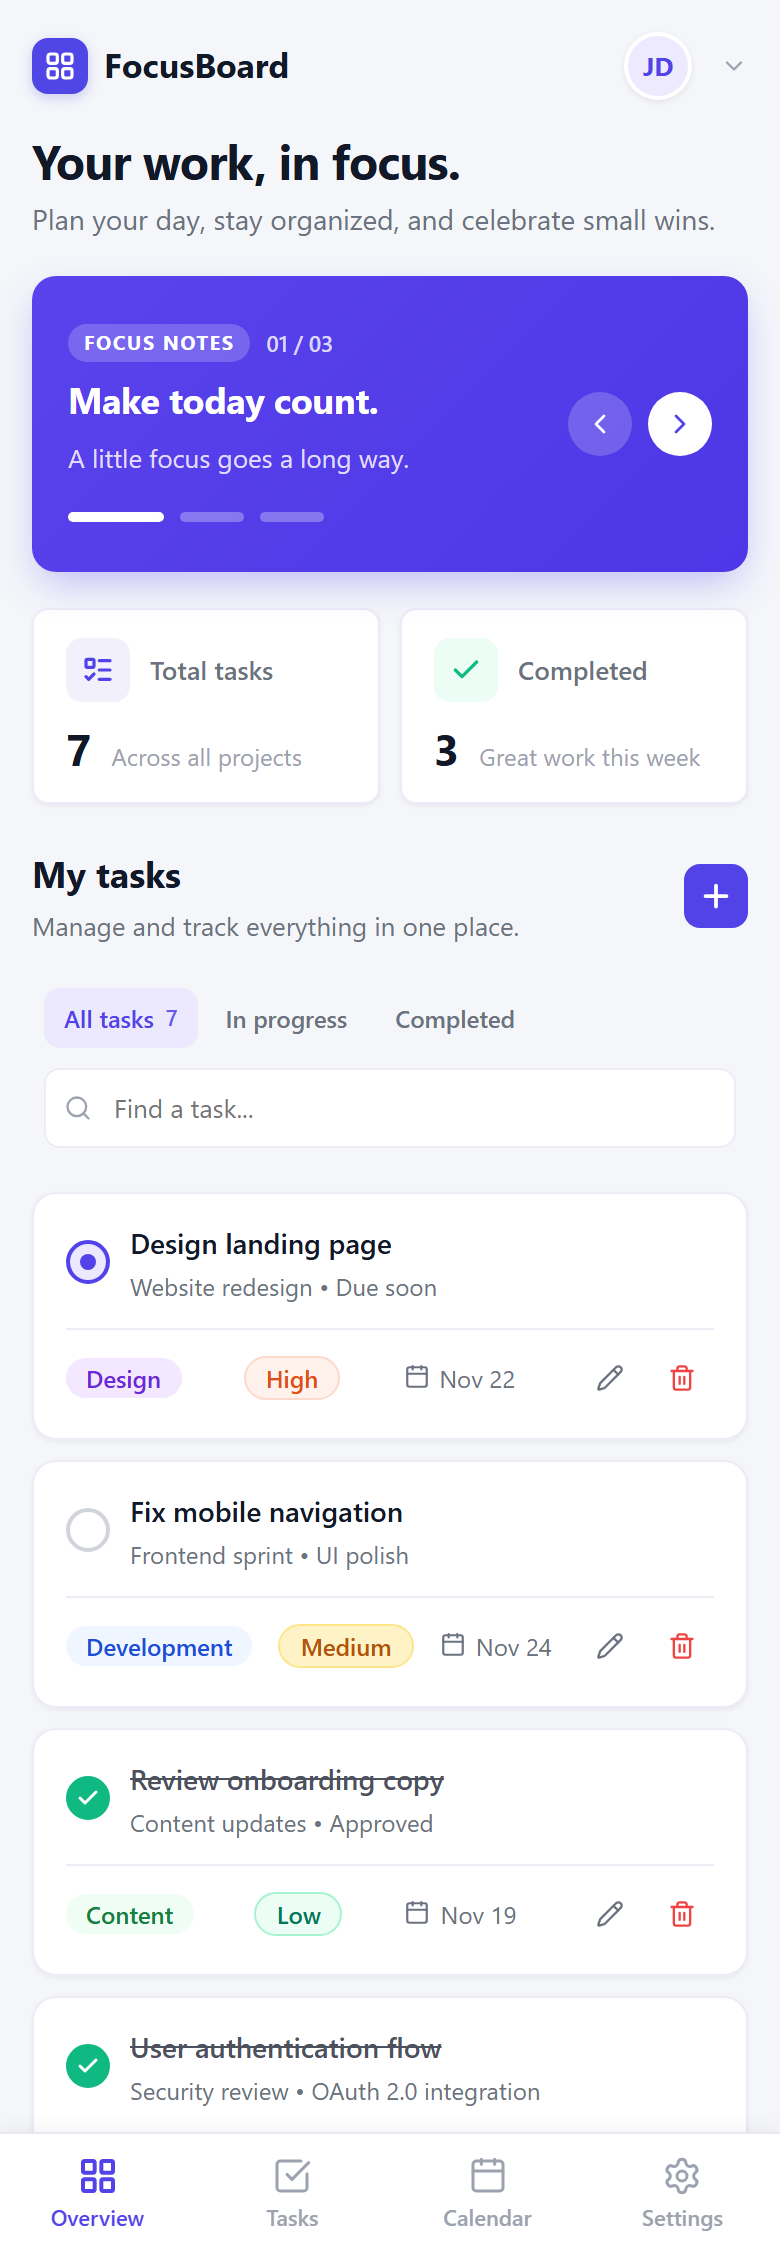 FocusBoard
JD
Your work, in focus.
Plan your day, stay organized, and celebrate small wins.
FOCUS NOTES 01 / 03
Make today count.
A little focus goes a long way.
Total tasks
7 Across all projects
Completed
3 Great work this week
My tasks
Manage and track everything in one place.
All tasks 7 In progress Completed
Find a task...
Design landing page
Website redesign • Due soon
Design High Nov 22
Fix mobile navigation
Frontend sprint • UI polish
Development Medium Nov 24
Review onboarding copy
Content updates • Approved
Content Low Nov 19
User authentication flow
Security review • OAuth 2.0 integration
Overview Tasks Calendar Settings